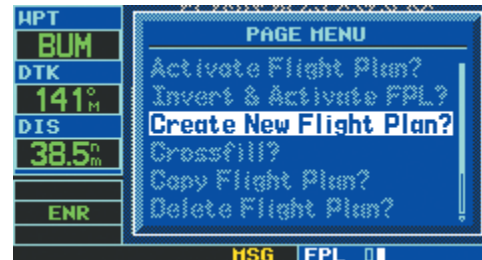 WPT
BUM
DTK
141°M
DIS
38.5nm
ENR
PAGE MENU
Activate Flight Plan?
Invert & Activate FPL?
Create New Flight Plan?
Crossfill?
Copy Flight Plan?
Delete Flight Plan?
MSG
FPL